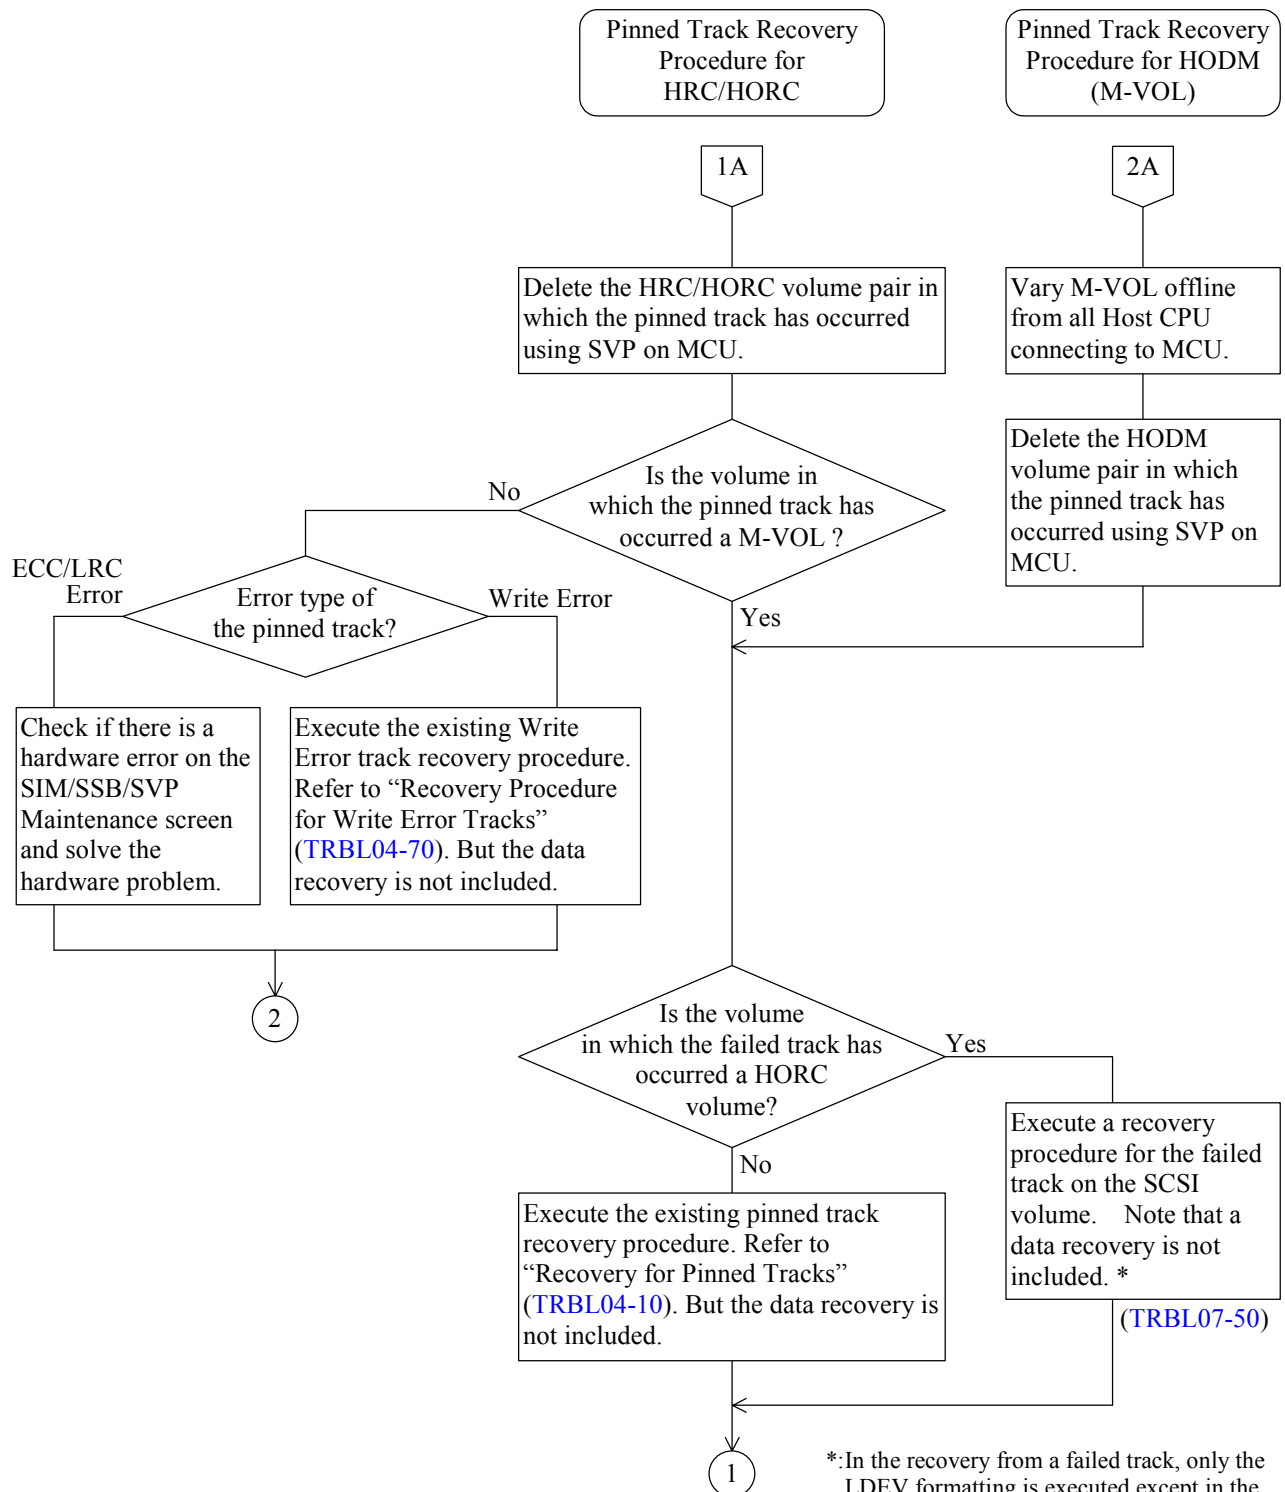 Pinned Track Recovery
Procedure for
HRC/HORC
Pinned Track Recovery
Procedure for HODM
(M-VOL)
1A
2A
Delete the HRC/HORC volume pair in
which the pinned track has occurred
using SVP on MCU.
Vary M-VOL offline
from all Host CPU
connecting to MCU.
Is the volume in
which the pinned track has
occurred a M-VOL ?
No
Yes
Delete the HODM
volume pair in which
the pinned track has
occurred using SVP on
MCU.
ECC/LRC
Error
Error type of
the pinned track?
Write Error
Check if there is a
hardware error on the
SIM/SSB/SVP
Maintenance screen
and solve the
hardware problem.
Execute the existing Write
Error track recovery procedure.
Refer to “Recovery Procedure
for Write Error Tracks”
(TRBL04-70). But the data
recovery is not included.
2
Is the volume
in which the failed track has
occurred a HORC
volume?
Yes
No
Execute a recovery
procedure for the failed
track on the SCSI
volume. Note that a
data recovery is not
included. *
(TRBL07-50)
Execute the existing pinned track
recovery procedure. Refer to
“Recovery for Pinned Tracks”
(TRBL04-10). But the data recovery is
not included.
1
*:In the recovery from a failed track, only the
LDEV formatting is executed except in the